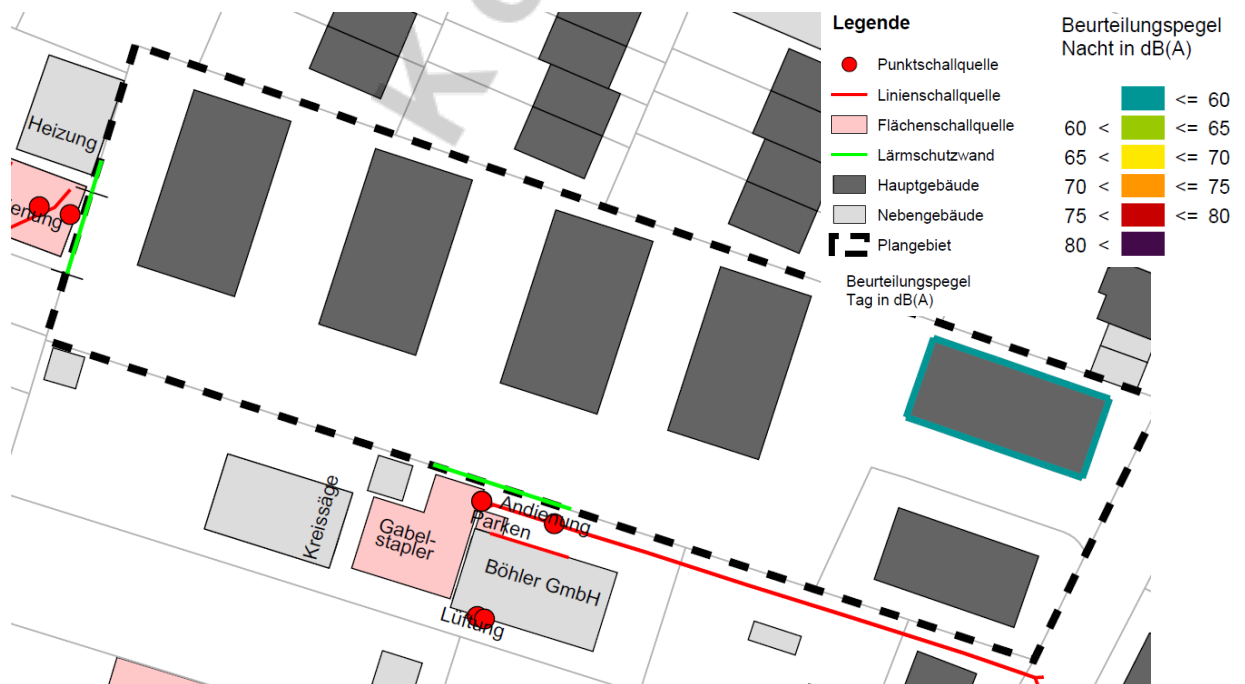 Legende
Punktschallquelle
Linienschallquelle
Flächenschallquelle
Lärmschutzwand
Hauptgebäude
Nebengebäude
Plangebiet
Beurteilungspegel
Nacht in dB(A)
<= 60
60 < <= 65
65 < <= 70
70 < <= 75
75 < <= 80
80 <
Beurteilungspegel
Tag in dB(A)
Heizung
Kreissäge
Gabel-
stapler
Parken
Andienung
Böhler GmbH
Lüftung